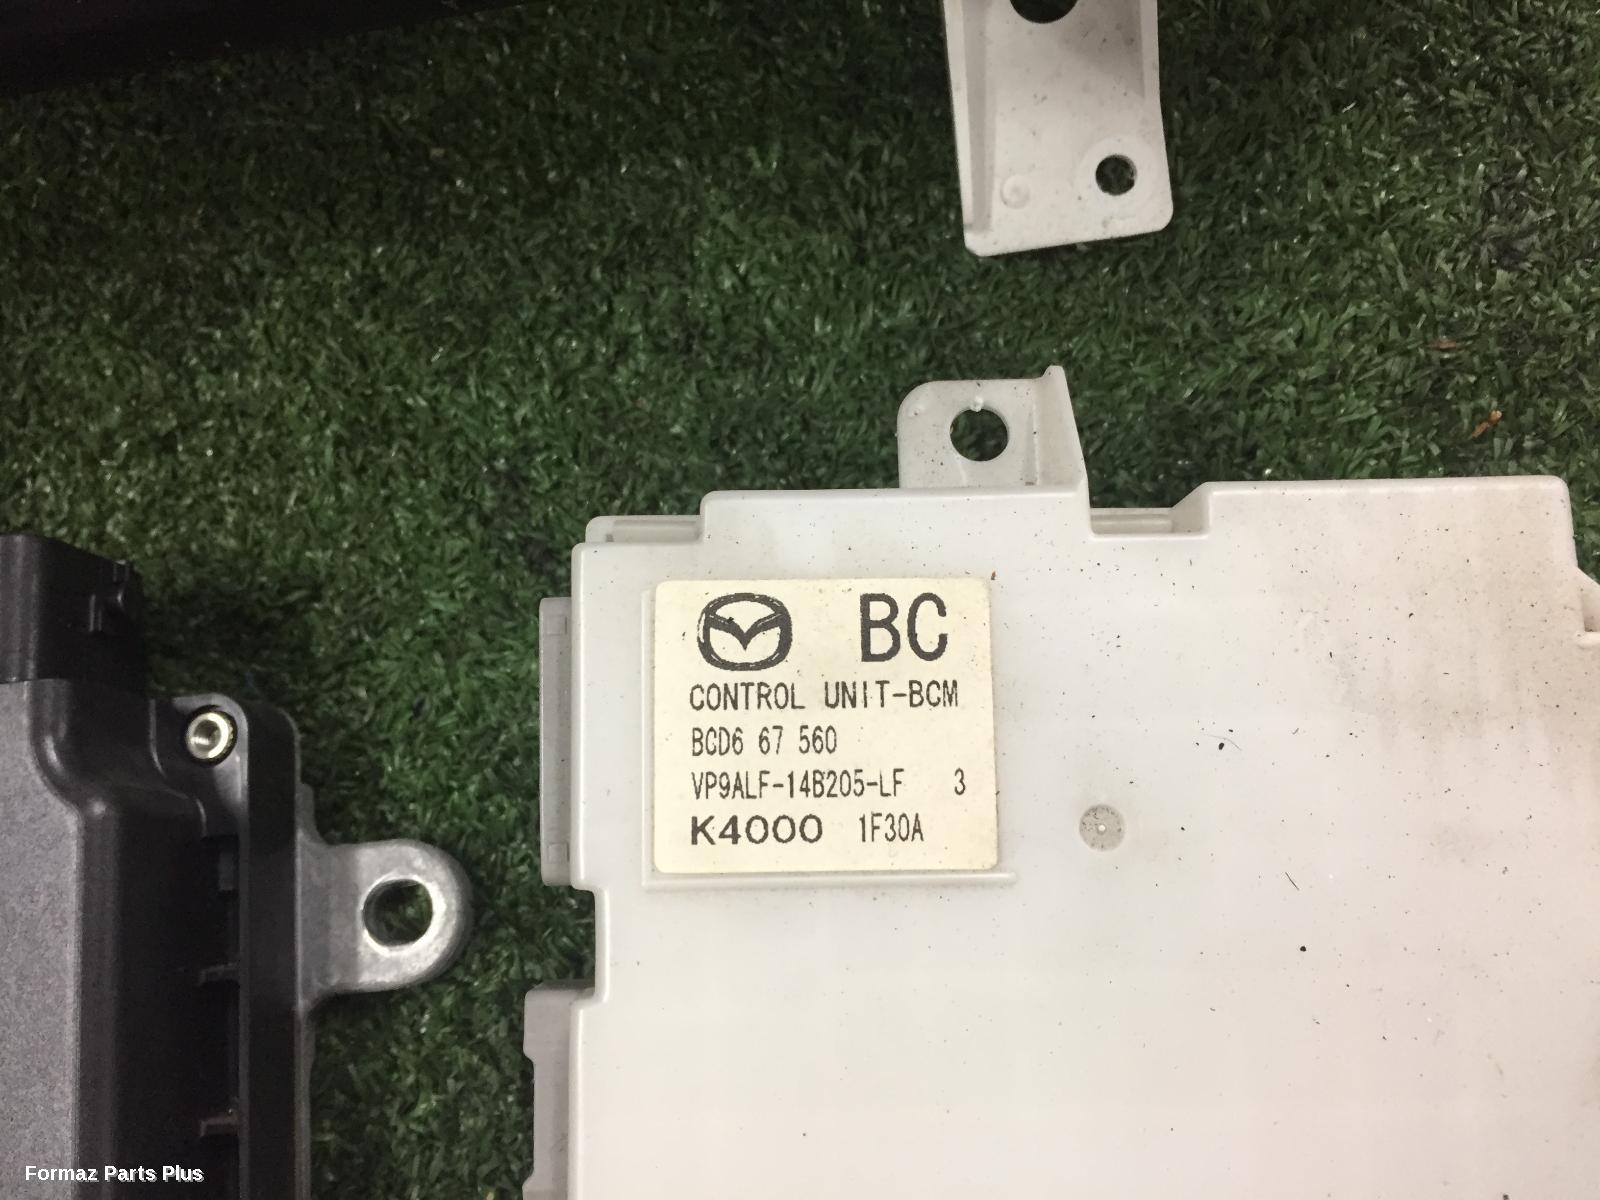 BC
CONTROL UNIT-BCM
BCD6 67 560
VP9ALF-14B205-LF 3
K4000 1F30A
Formaz Parts Plus